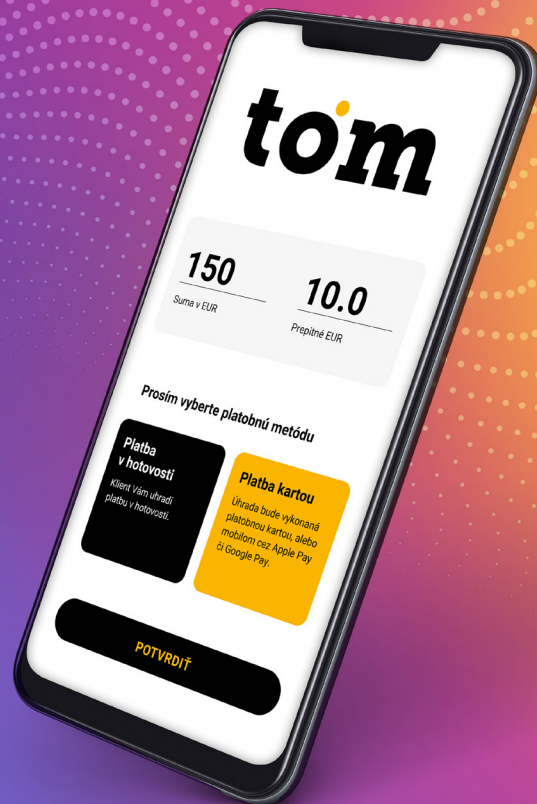 tom
150
Suma v EUR
10.0
Prepitné EUR
Prosím vyberte platobnú metódu
Platba
v hotovosti
Klient Vám uhradí
platbu v hotovosti.
Platba kartou
Úhrada bude vykonaná
platobnou kartou, alebo
mobilom cez Apple Pay
či Google Pay.
POTVRDIŤ